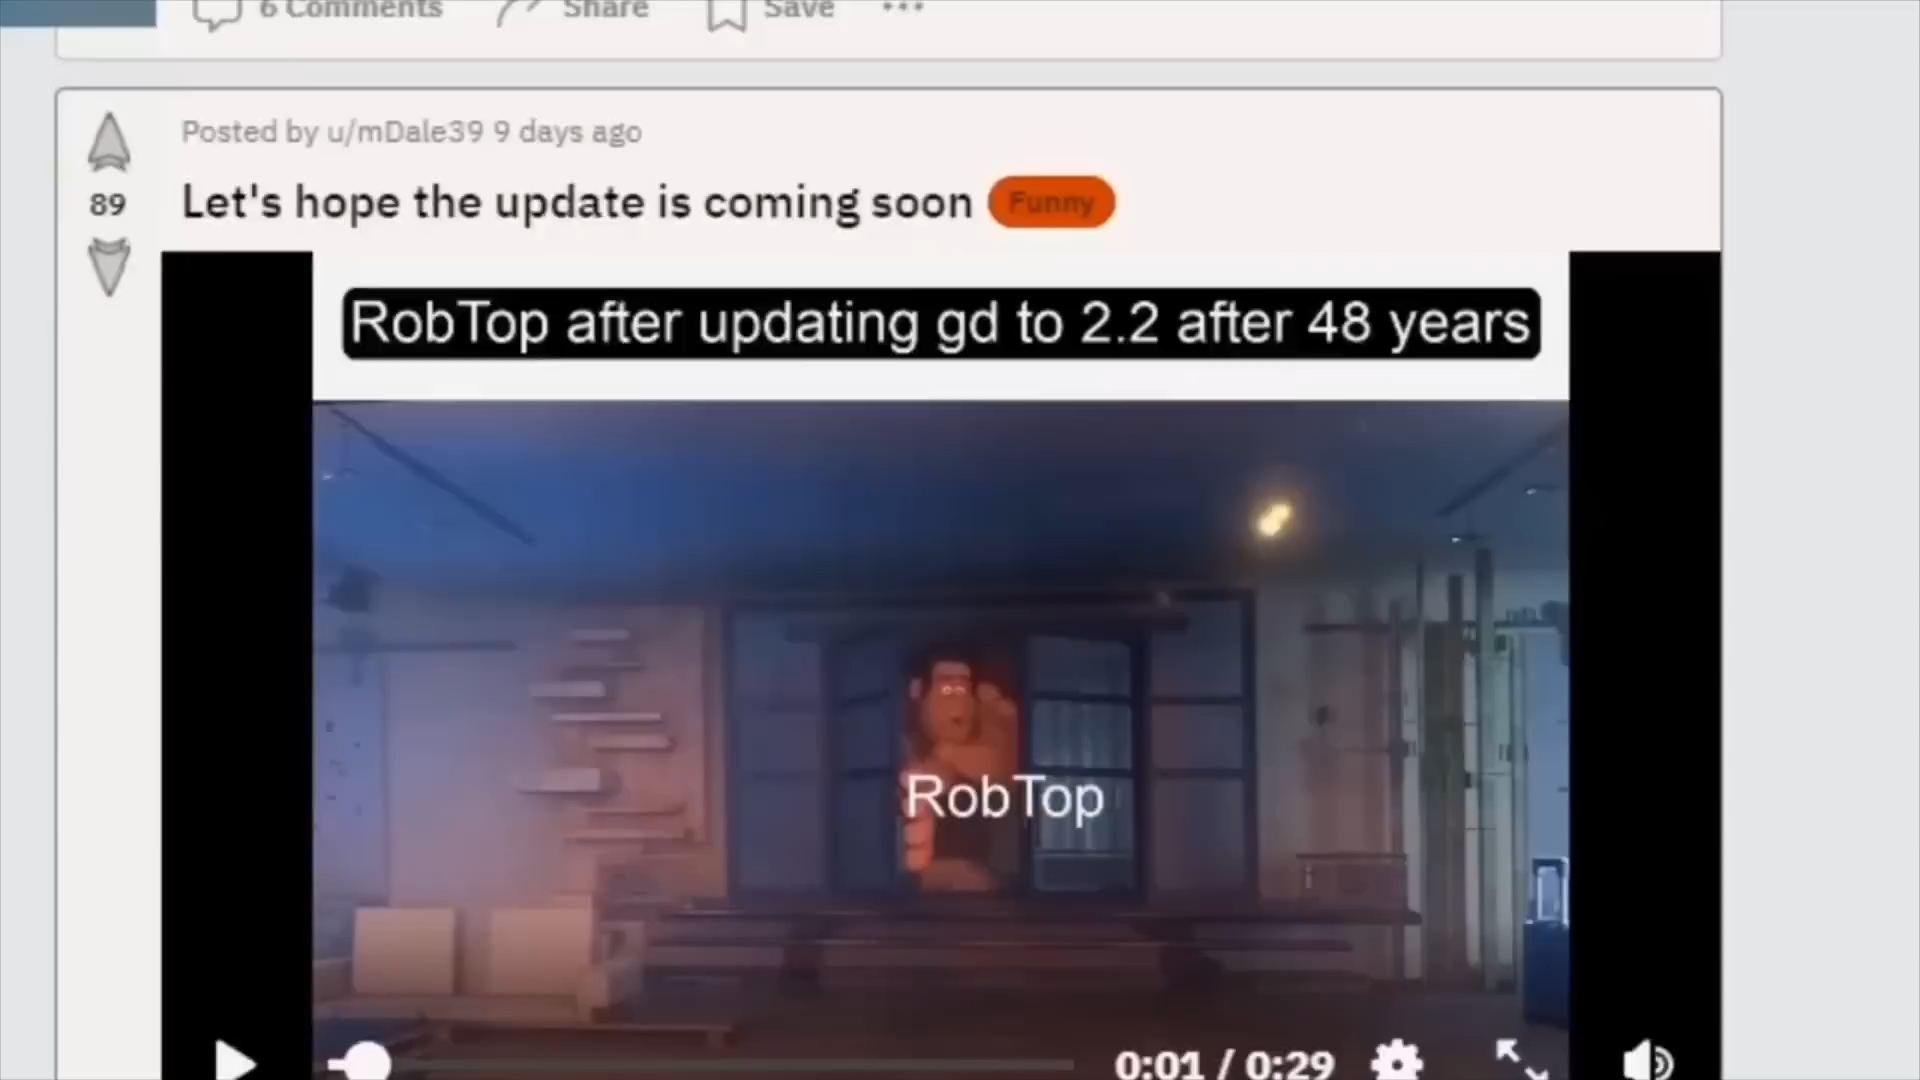 6 Comments Share Save
Posted by u/mDale39 9 days ago
89
Let's hope the update is coming soon Funny
RobTop after updating gd to 2.2 after 48 years
RobTop
0:01 / 0:29